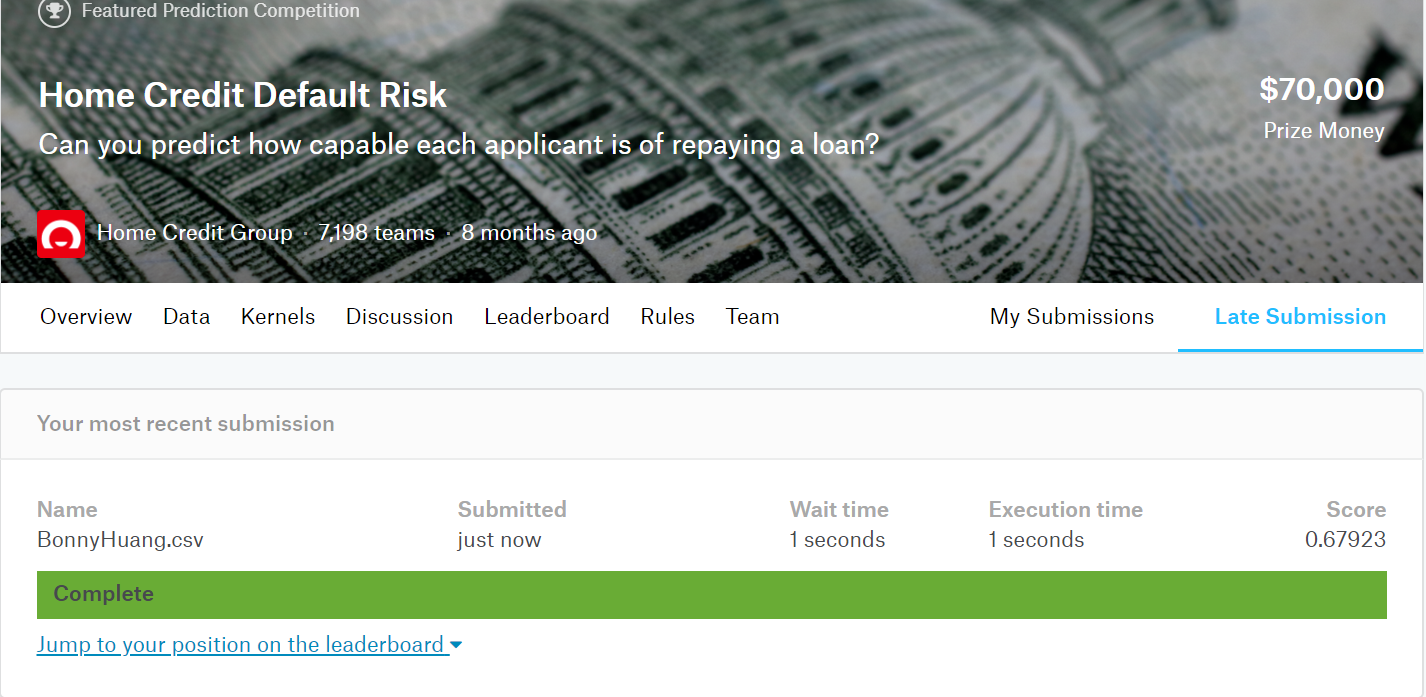 Featured Prediction Competition
Home Credit Default Risk
$70,000
Can you predict how capable each applicant is of repaying a loan?
Prize Money
Home Credit Group · 7,198 teams · 8 months ago
Overview Data Kernels Discussion Leaderboard Rules Team My Submissions Late Submission
Your most recent submission
Name Submitted Wait time Execution time Score
BonnyHuang.csv just now 1 seconds 1 seconds 0.67923
Complete
Jump to your position on the leaderboard